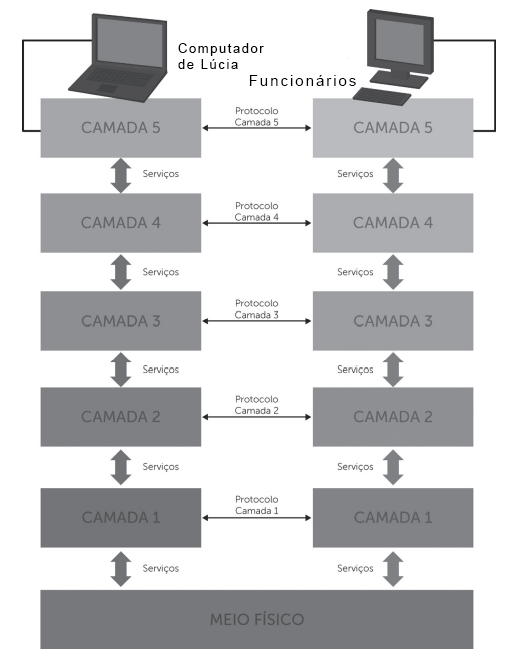 Computador
de Lúcia
Funcionários
CAMADA 5
Protocolo
Camada 5
CAMADA 5
Serviços
Serviços
CAMADA 4
Protocolo
Camada 4
CAMADA 4
Serviços
Serviços
CAMADA 3
Protocolo
Camada 3
CAMADA 3
Serviços
Serviços
CAMADA 2
Protocolo
Camada 2
CAMADA 2
Serviços
Serviços
CAMADA 1
Protocolo
Camada 1
CAMADA 1
Serviços
Serviços
MEIO FÍSICO